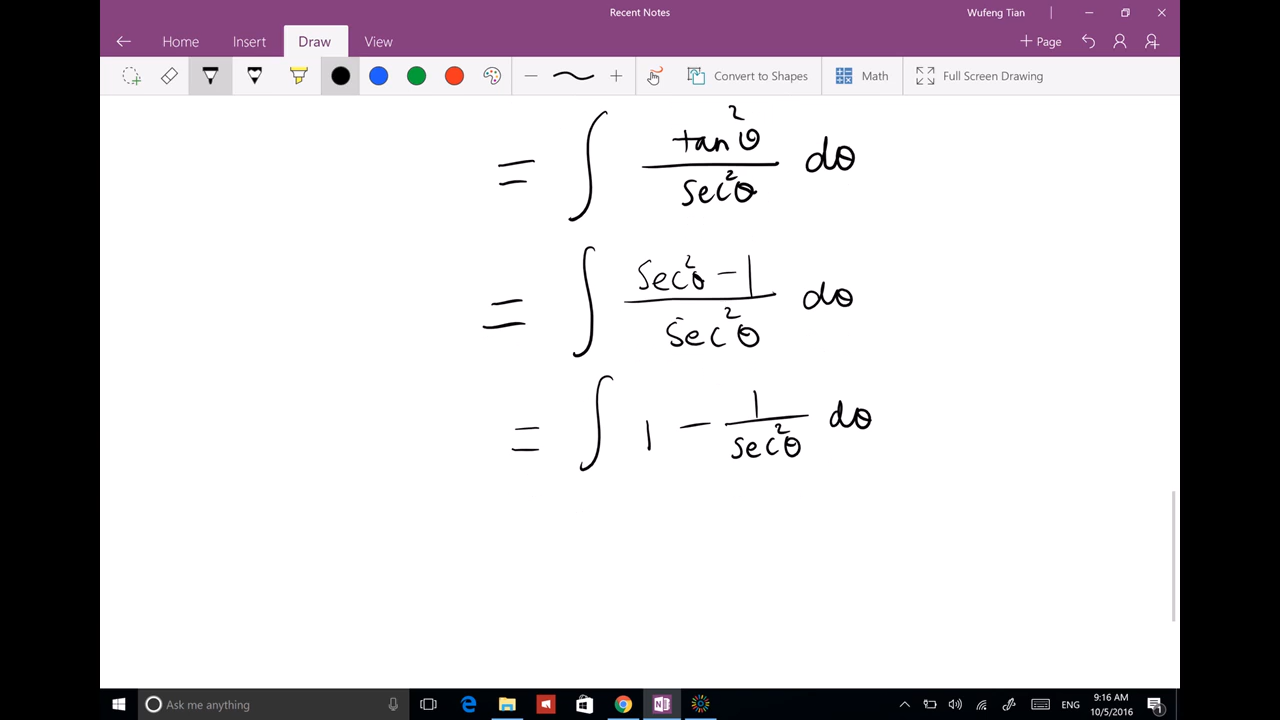 Recent Notes
Wufeng Tian
Home Insert Draw View
+ Page
Convert to Shapes Math Full Screen Drawing
= ∫ tan²θ / sec²θ dθ
= ∫ sec²θ − 1 / sec²θ dθ
= ∫ 1 − 1 / sec²θ dθ
Ask me anything
ENG
9:16 AM
10/5/2016
1